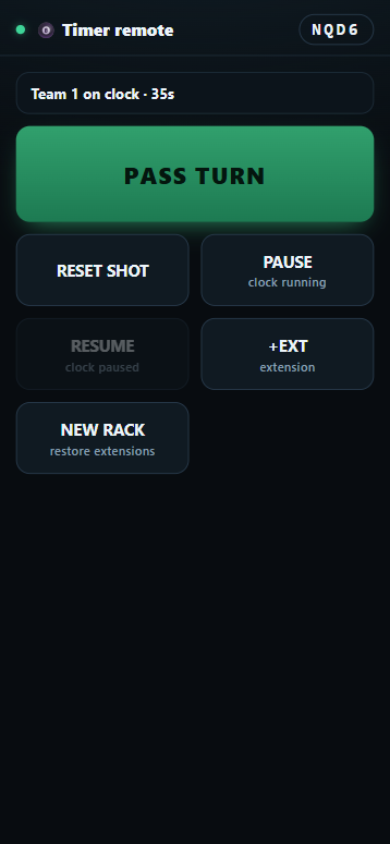 Timer remote
NQD6
Team 1 on clock · 35s
PASS TURN
RESET SHOT
PAUSE
clock running
RESUME
clock paused
+EXT
extension
NEW RACK
restore extensions